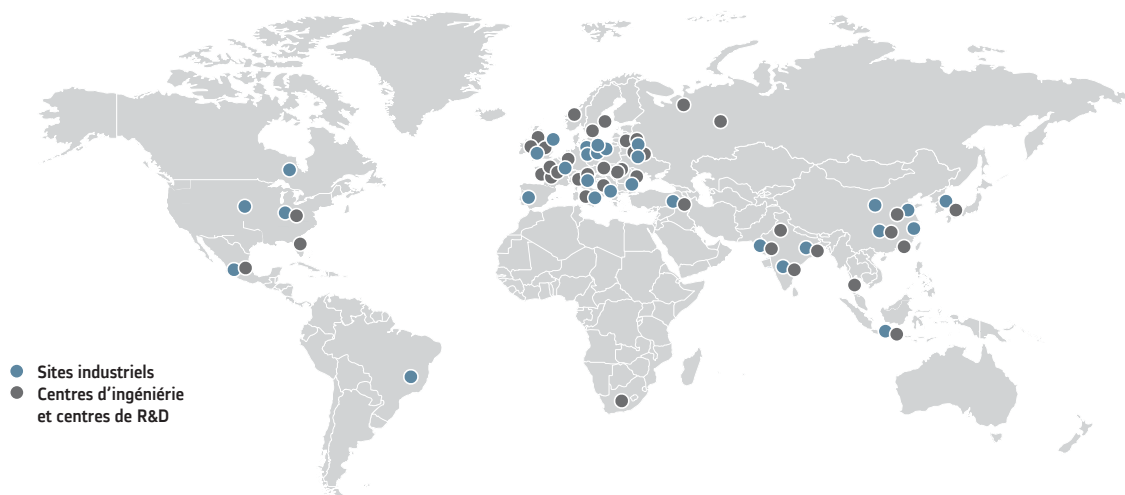 Sites industriels
Centres d'ingéniérie
et centres de R&D